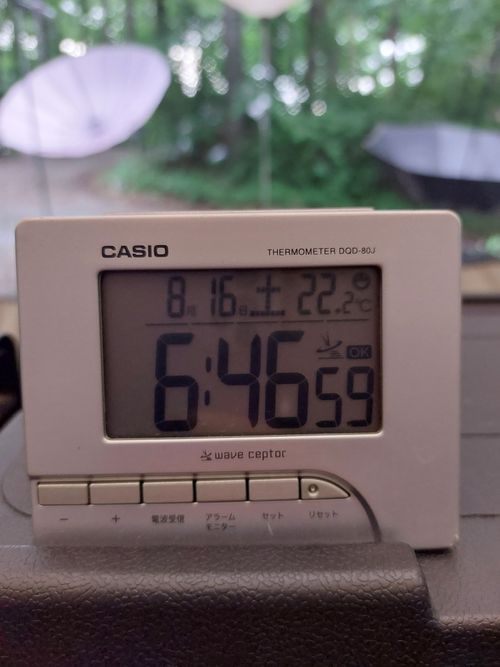 CASIO THERMOMETER DQD-80J
8月 16日 土 22.2℃
6:46 59 OK
wave ceptor
− + 電波受信 アラームモニター セット リセット